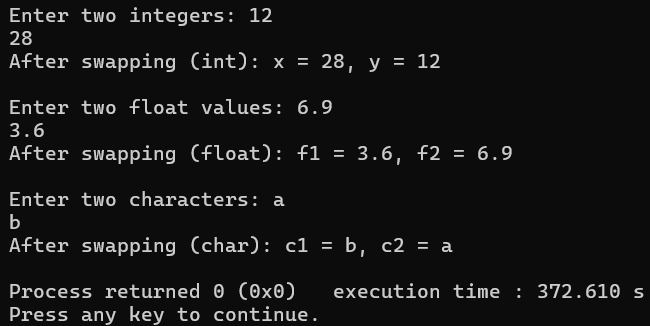 Enter two integers: 12
28
After swapping (int): x = 28, y = 12
Enter two float values: 6.9
3.6
After swapping (float): f1 = 3.6, f2 = 6.9
Enter two characters: a
b
After swapping (char): c1 = b, c2 = a
Process returned 0 (0x0)   execution time : 372.610 s
Press any key to continue.